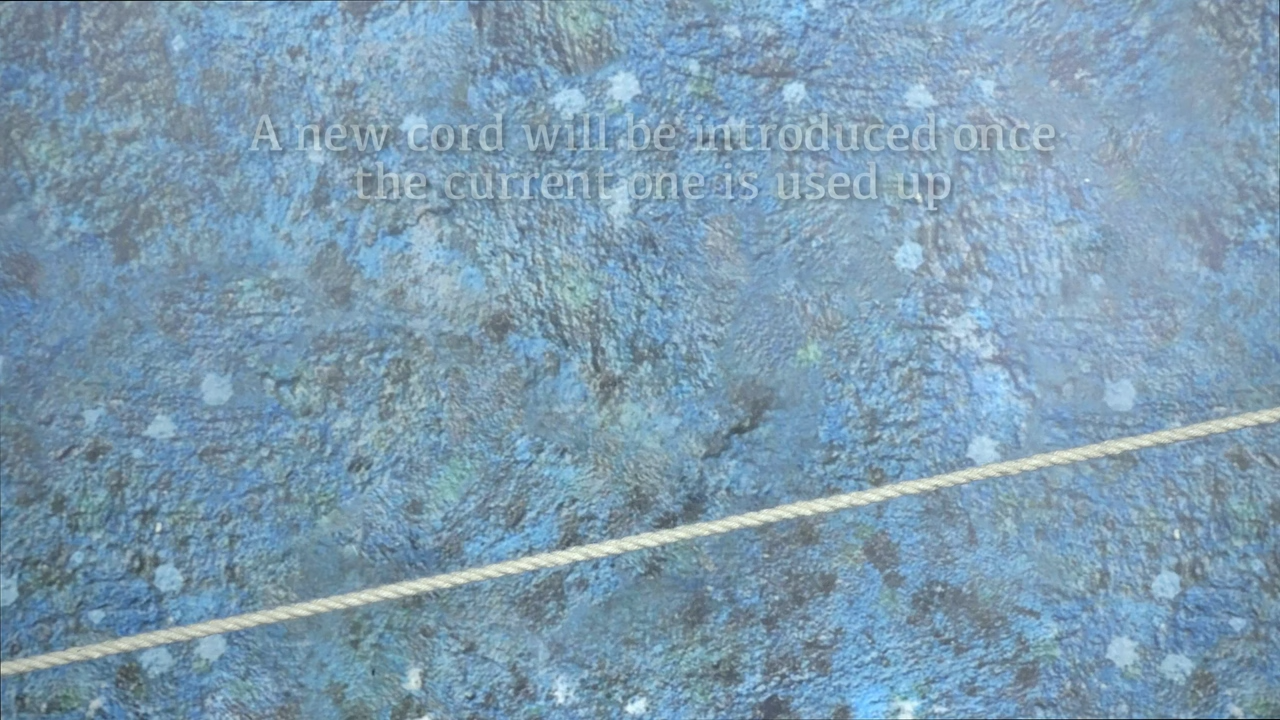 A new cord will be introduced once
the current one is used up